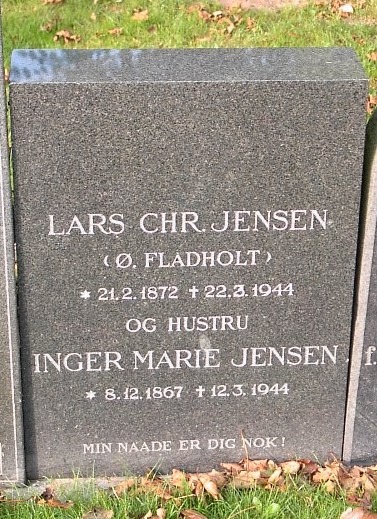 LARS CHR. JENSEN
(Ø. FLADHOLT)
* 21.2.1872 † 22.3.1944
OG HUSTRU
INGER MARIE JENSEN
* 8.12.1867 † 12.3.1944
MIN NAADE ER DIG NOK!